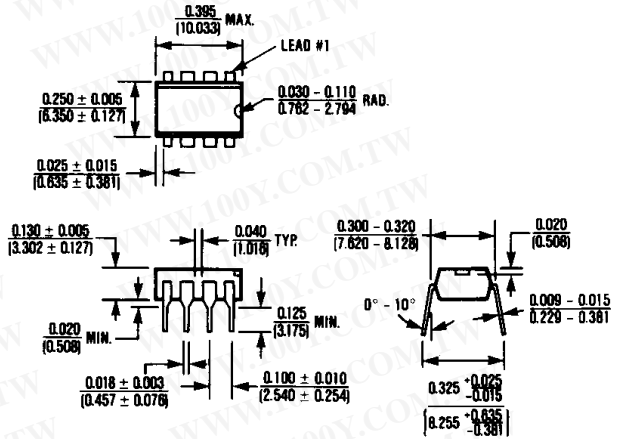 0.395
(10.033)
MAX.
LEAD #1
0.250 ± 0.005
(6.350 ± 0.127)
0.030 – 0.110
0.762 – 2.794
RAD.
0.025 ± 0.015
(0.635 ± 0.381)
0.130 ± 0.005
(3.302 ± 0.127)
0.040
(1.016)
TYP.
0.300 – 0.320
(7.620 – 8.128)
0.020
(0.508)
0.020
(0.508)
MIN.
0.125
(3.175)
MIN.
0° – 10°
0.009 – 0.015
0.229 – 0.381
0.018 ± 0.003
(0.457 ± 0.076)
0.100 ± 0.010
(2.540 ± 0.254)
0.325 +0.025
–0.015
(8.255 +0.635
–0.381)
WWW.100Y.COM.TW